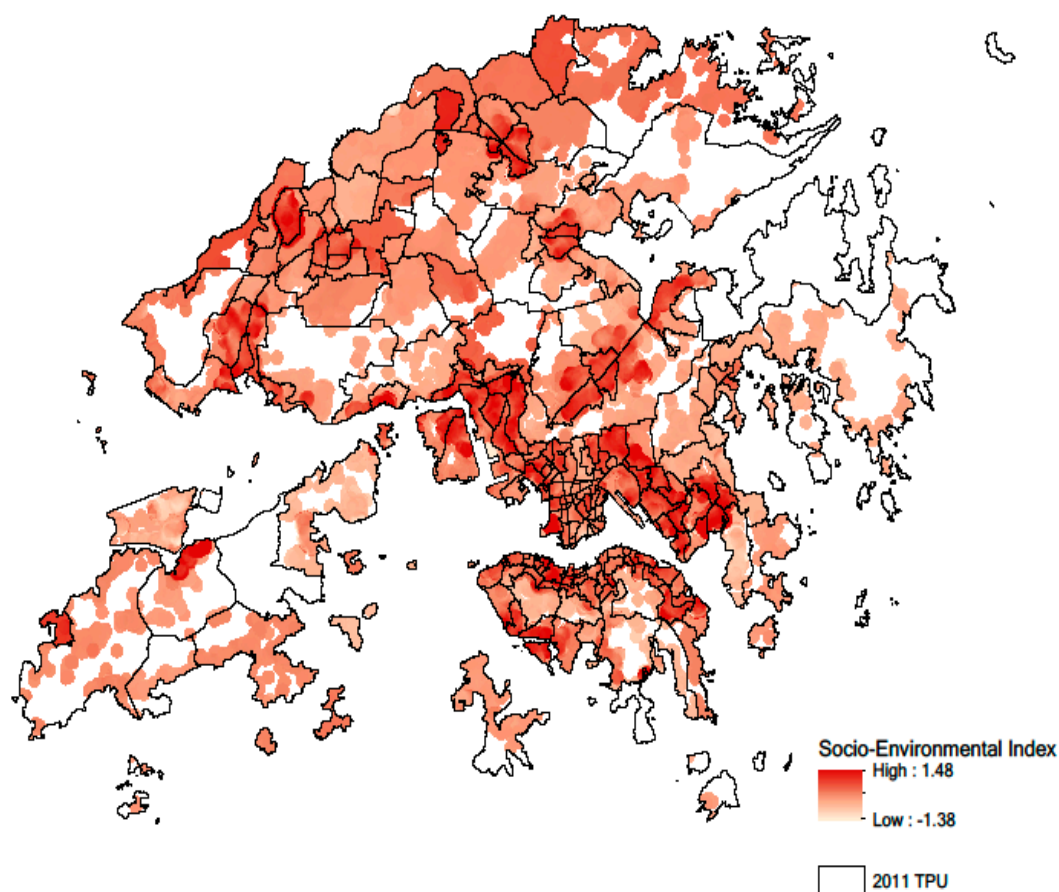 Socio-Environmental Index
High : 1.48
Low : -1.38
2011 TPU